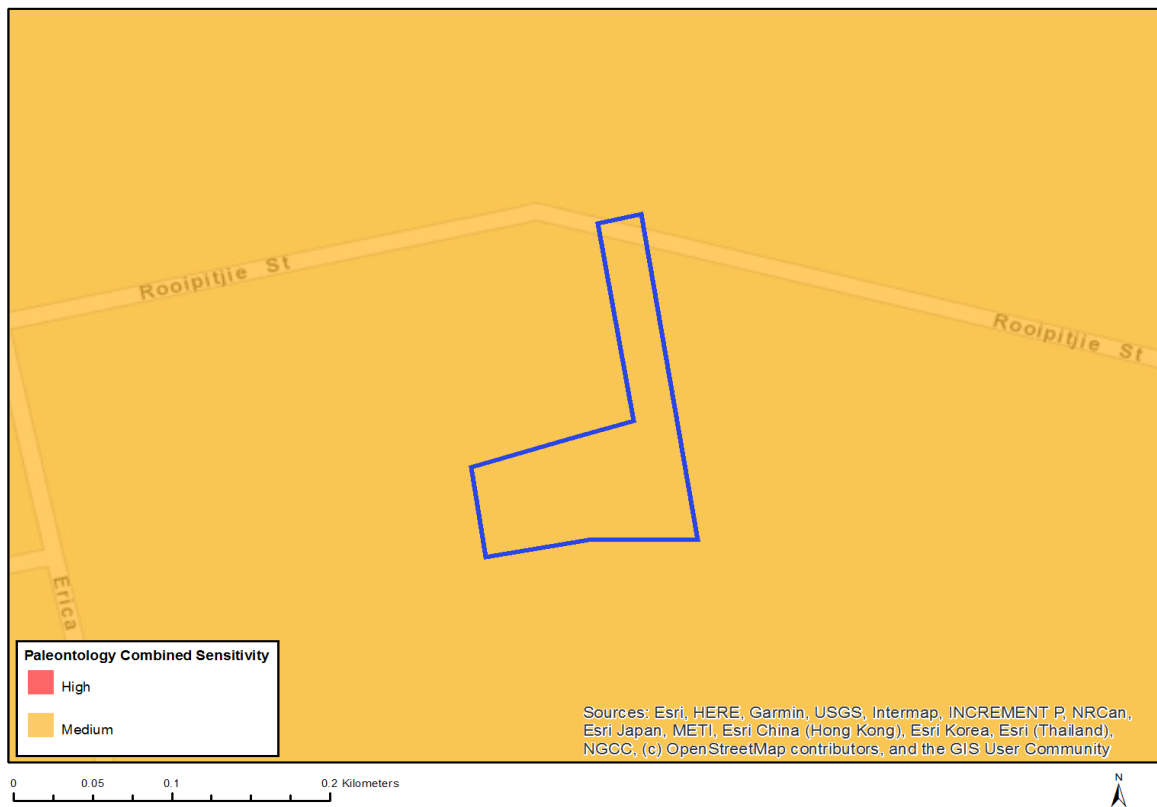 Rooipitjie St
Rooipitjie St
Erica
Paleontology Combined Sensitivity
High
Medium
Sources: Esri, HERE, Garmin, USGS, Intermap, INCREMENT P, NRCan,
Esri Japan, METI, Esri China (Hong Kong), Esri Korea, Esri (Thailand),
NGCC, (c) OpenStreetMap contributors, and the GIS User Community
0 0.05 0.1 0.2 Kilometers
N